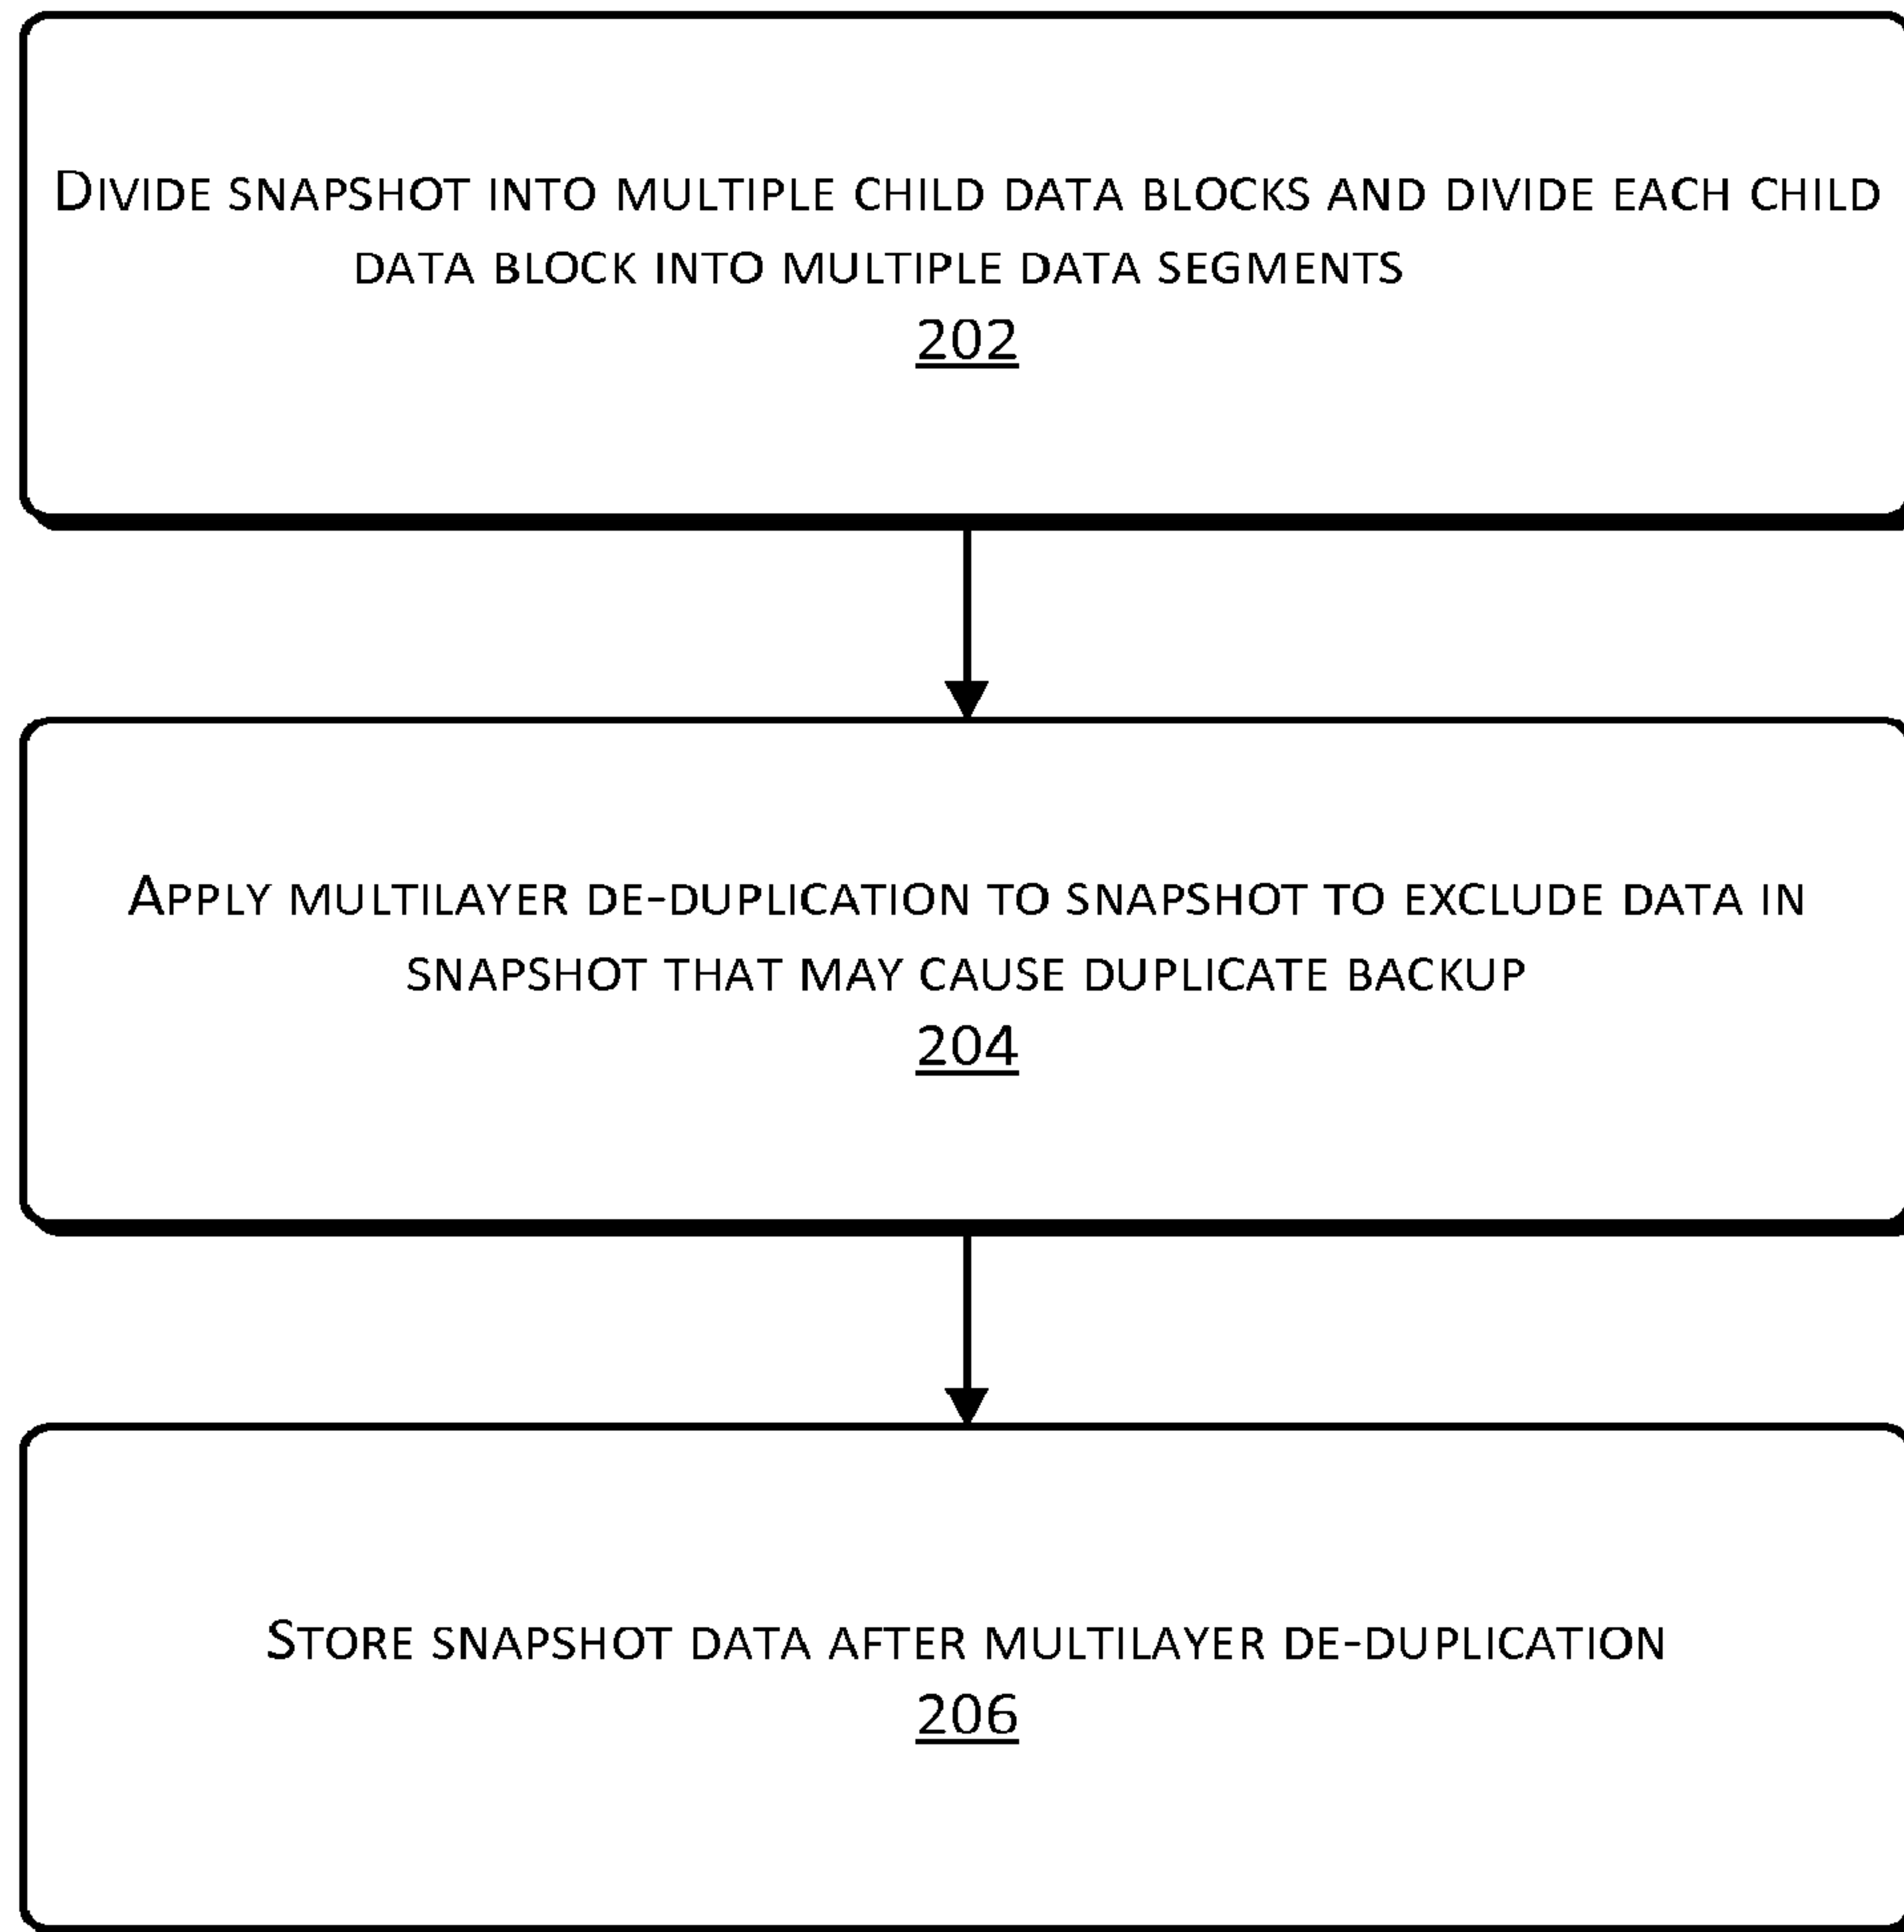 DIVIDE SNAPSHOT INTO MULTIPLE CHILD DATA BLOCKS AND DIVIDE EACH CHILD
DATA BLOCK INTO MULTIPLE DATA SEGMENTS
202
APPLY MULTILAYER DE-DUPLICATION TO SNAPSHOT TO EXCLUDE DATA IN
SNAPSHOT THAT MAY CAUSE DUPLICATE BACKUP
204
STORE SNAPSHOT DATA AFTER MULTILAYER DE-DUPLICATION
206